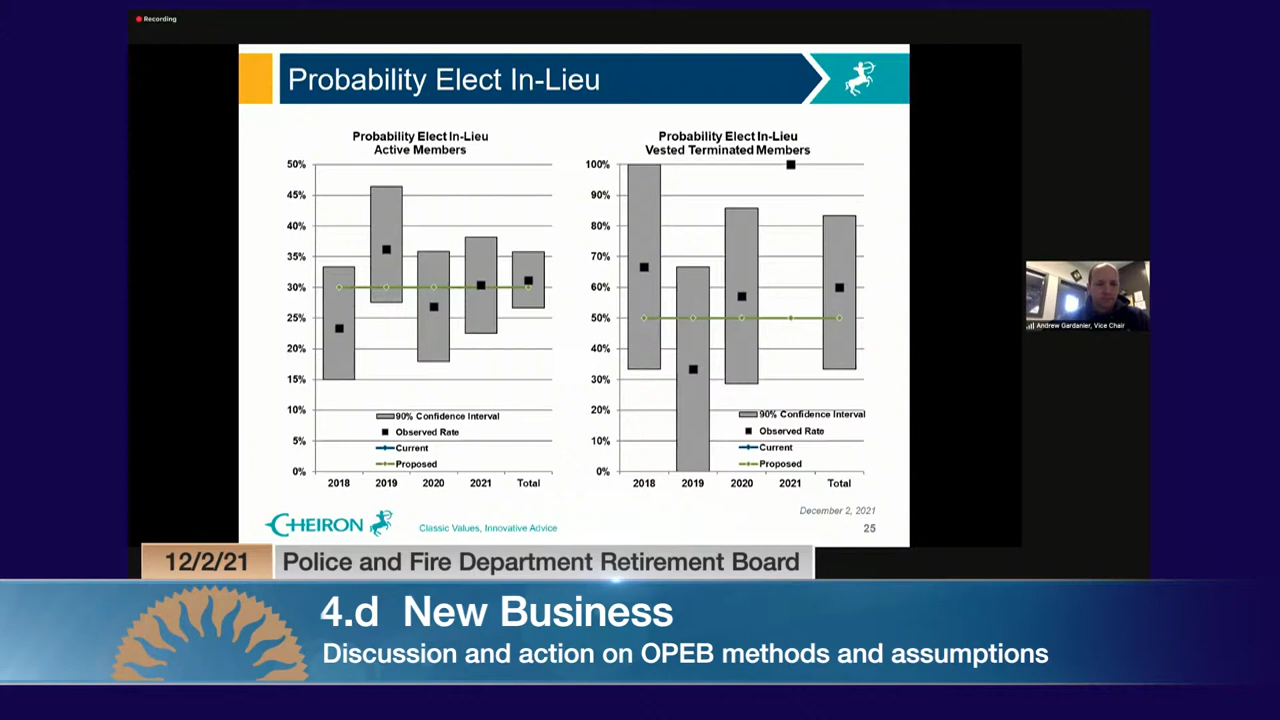 Recording
Probability Elect In-Lieu
Probability Elect In-Lieu
Active Members
50%
45%
40%
35%
30%
25%
20%
15%
10%
5%
0%
90% Confidence Interval
Observed Rate
Current
Proposed
2018 2019 2020 2021 Total
Probability Elect In-Lieu
Vested Terminated Members
100%
90%
80%
70%
60%
50%
40%
30%
20%
10%
0%
90% Confidence Interval
Observed Rate
Current
Proposed
2018 2019 2020 2021 Total
Andrew Gardanier, Vice Chair
December 2, 2021
CHEIRON Classic Values, Innovative Advice 25
12/2/21 Police and Fire Department Retirement Board
4.d New Business
Discussion and action on OPEB methods and assumptions